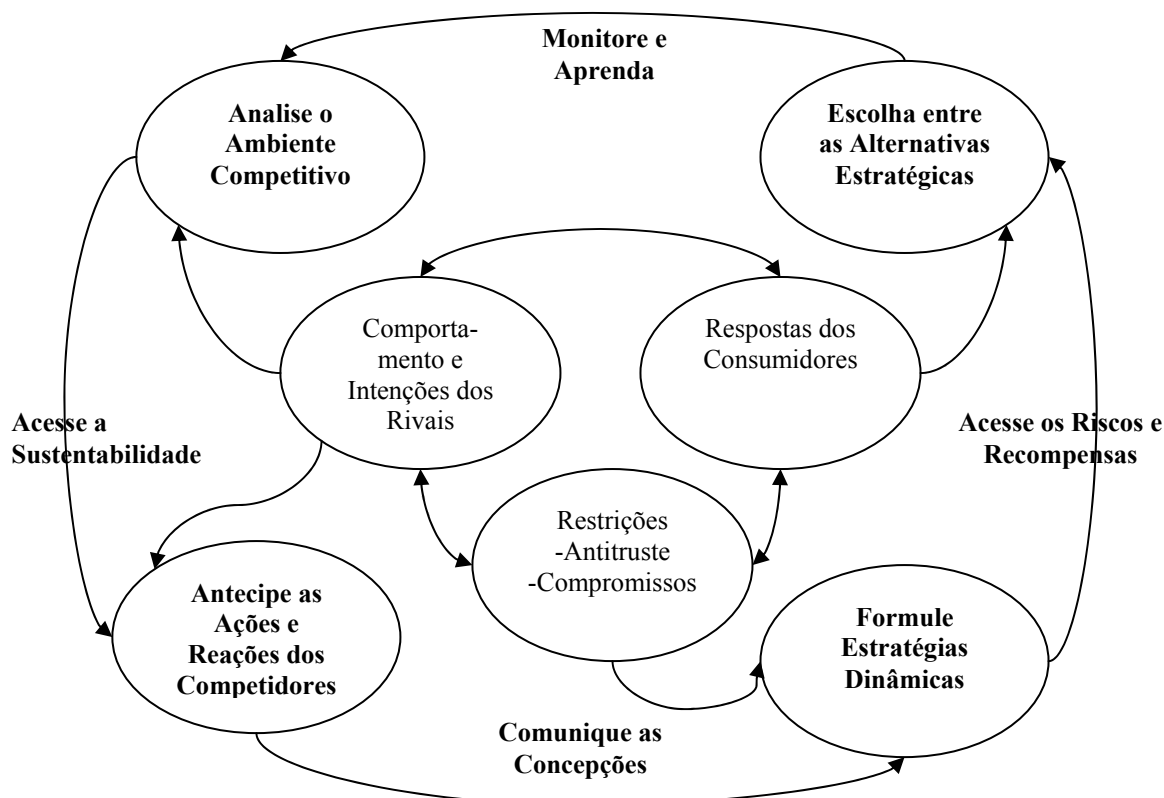 Monitore e
Aprenda
Analise o
Ambiente
Competitivo
Escolha entre
as Alternativas
Estratégicas
Comporta-
mento e
Intenções dos
Rivais
Respostas dos
Consumidores
Acesse a
Sustentabilidade
Acesse os Riscos e
Recompensas
Restrições
-Antitruste
-Compromissos
Antecipe as
Ações e
Reações dos
Competidores
Formule
Estratégias
Dinâmicas
Comunique as
Concepções